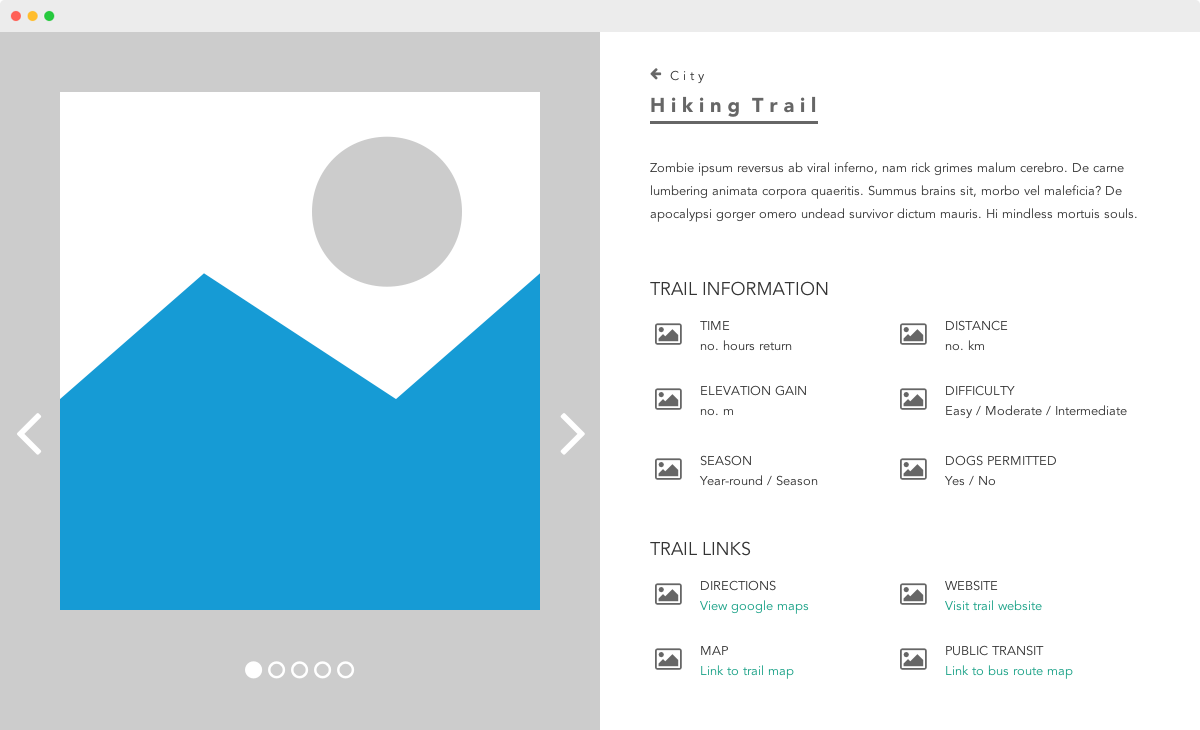 City
Hiking Trail
Zombie ipsum reversus ab viral inferno, nam rick grimes malum cerebro. De carne
lumbering animata corpora quaeritis. Summus brains sit, morbo vel maleficia? De
apocalypsi gorger omero undead survivor dictum mauris. Hi mindless mortuis souls.
TRAIL INFORMATION
TIME
no. hours return
DISTANCE
no. km
ELEVATION GAIN
no. m
DIFFICULTY
Easy / Moderate / Intermediate
SEASON
Year-round / Season
DOGS PERMITTED
Yes / No
TRAIL LINKS
DIRECTIONS
View google maps
WEBSITE
Visit trail website
MAP
Link to trail map
PUBLIC TRANSIT
Link to bus route map